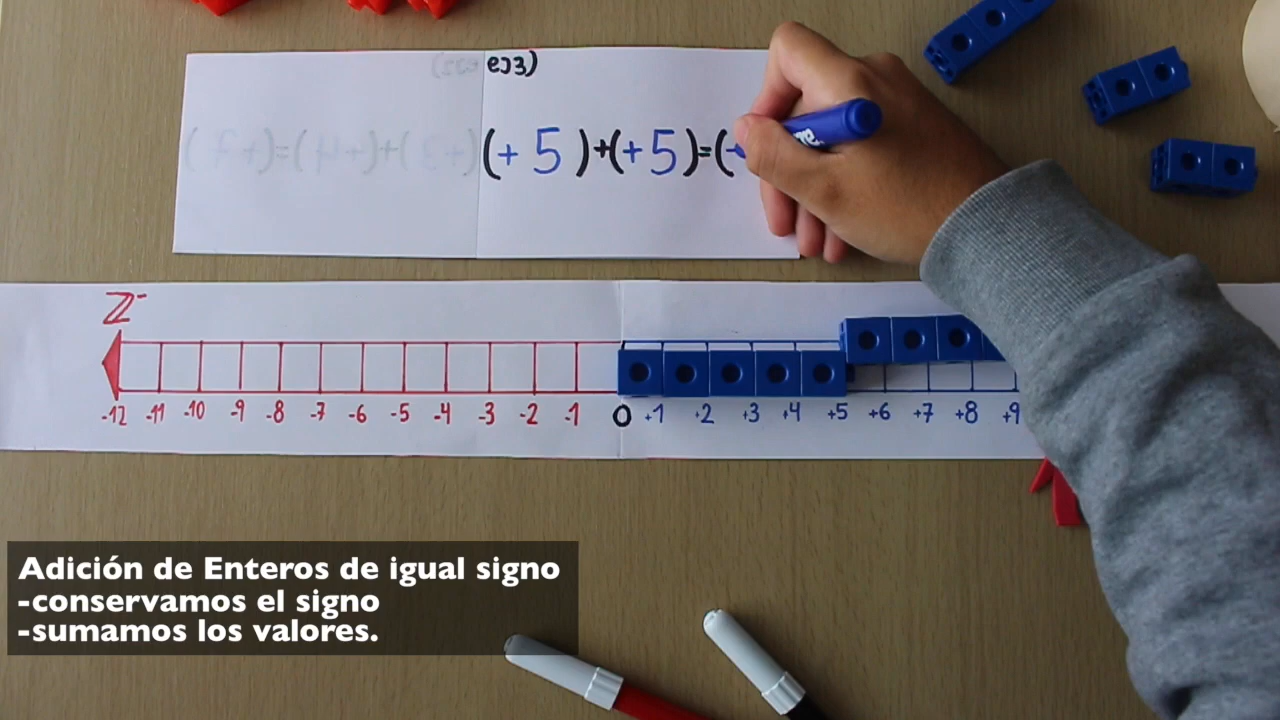 ej3)
(+ 5 )+(+5)=(+
Z⁻
-12 -11 -10 -9 -8 -7 -6 -5 -4 -3 -2 -1 0 +1 +2 +3 +4 +5 +6 +7 +8 +9
Adición de Enteros de igual signo
-conservamos el signo
-sumamos los valores.